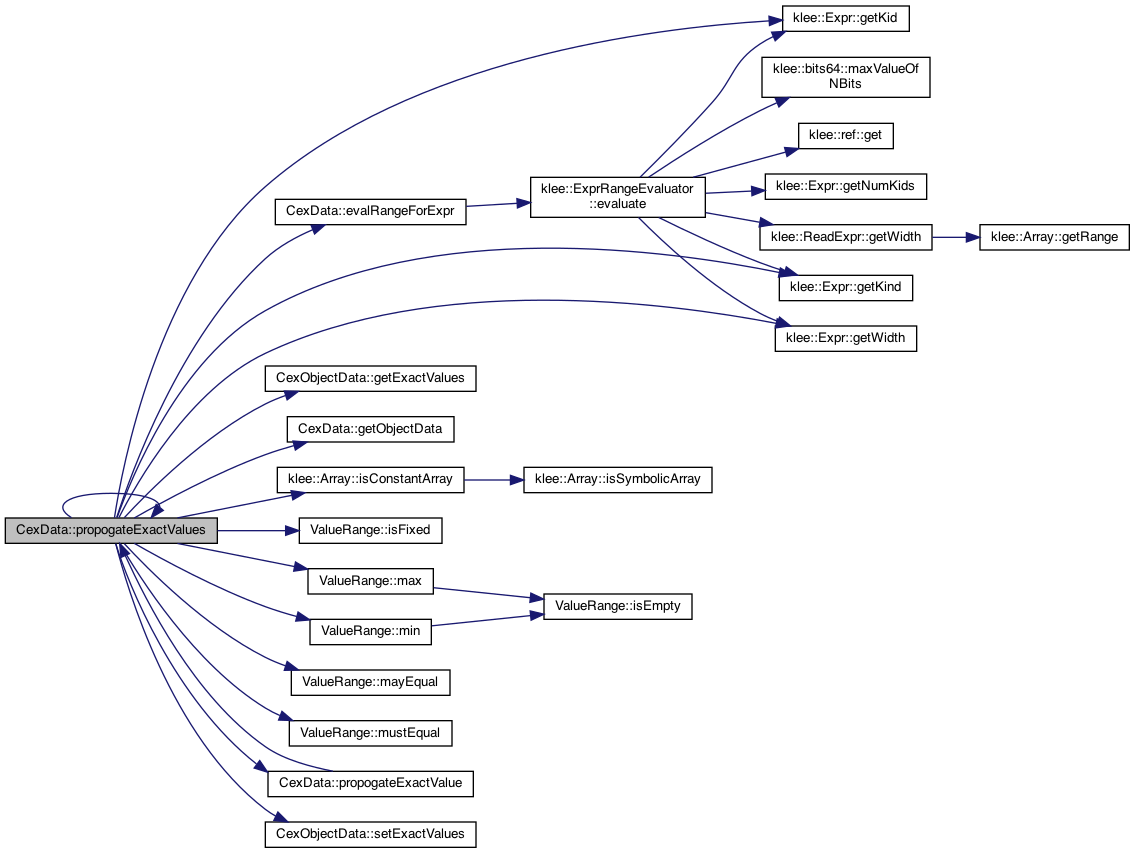 klee::Expr::getKid
klee::bits64::maxValueOf
NBits
klee::ref::get
klee::ExprRangeEvaluator
::evaluate
klee::Expr::getNumKids
CexData::evalRangeForExpr
klee::ReadExpr::getWidth
klee::Array::getRange
klee::Expr::getKind
klee::Expr::getWidth
CexObjectData::getExactValues
CexData::getObjectData
klee::Array::isConstantArray
klee::Array::isSymbolicArray
CexData::propogateExactValues
ValueRange::isFixed
ValueRange::max
ValueRange::isEmpty
ValueRange::min
ValueRange::mayEqual
ValueRange::mustEqual
CexData::propogateExactValue
CexObjectData::setExactValues